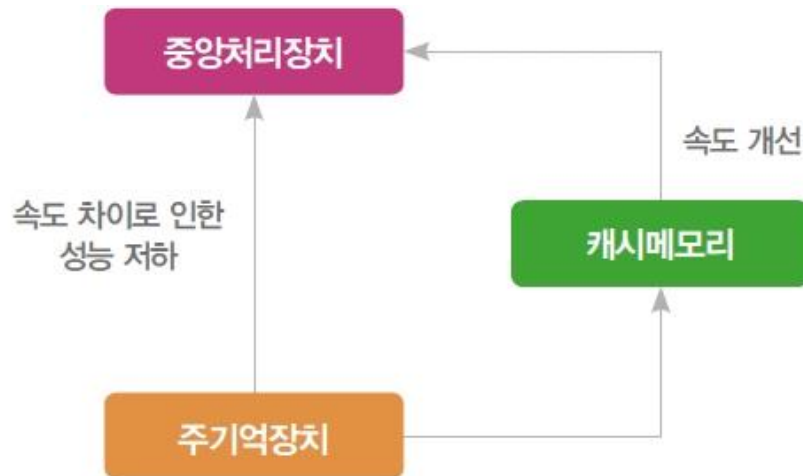 중앙처리장치
속도 개선
속도 차이로 인한
성능 저하
캐시메모리
주기억장치